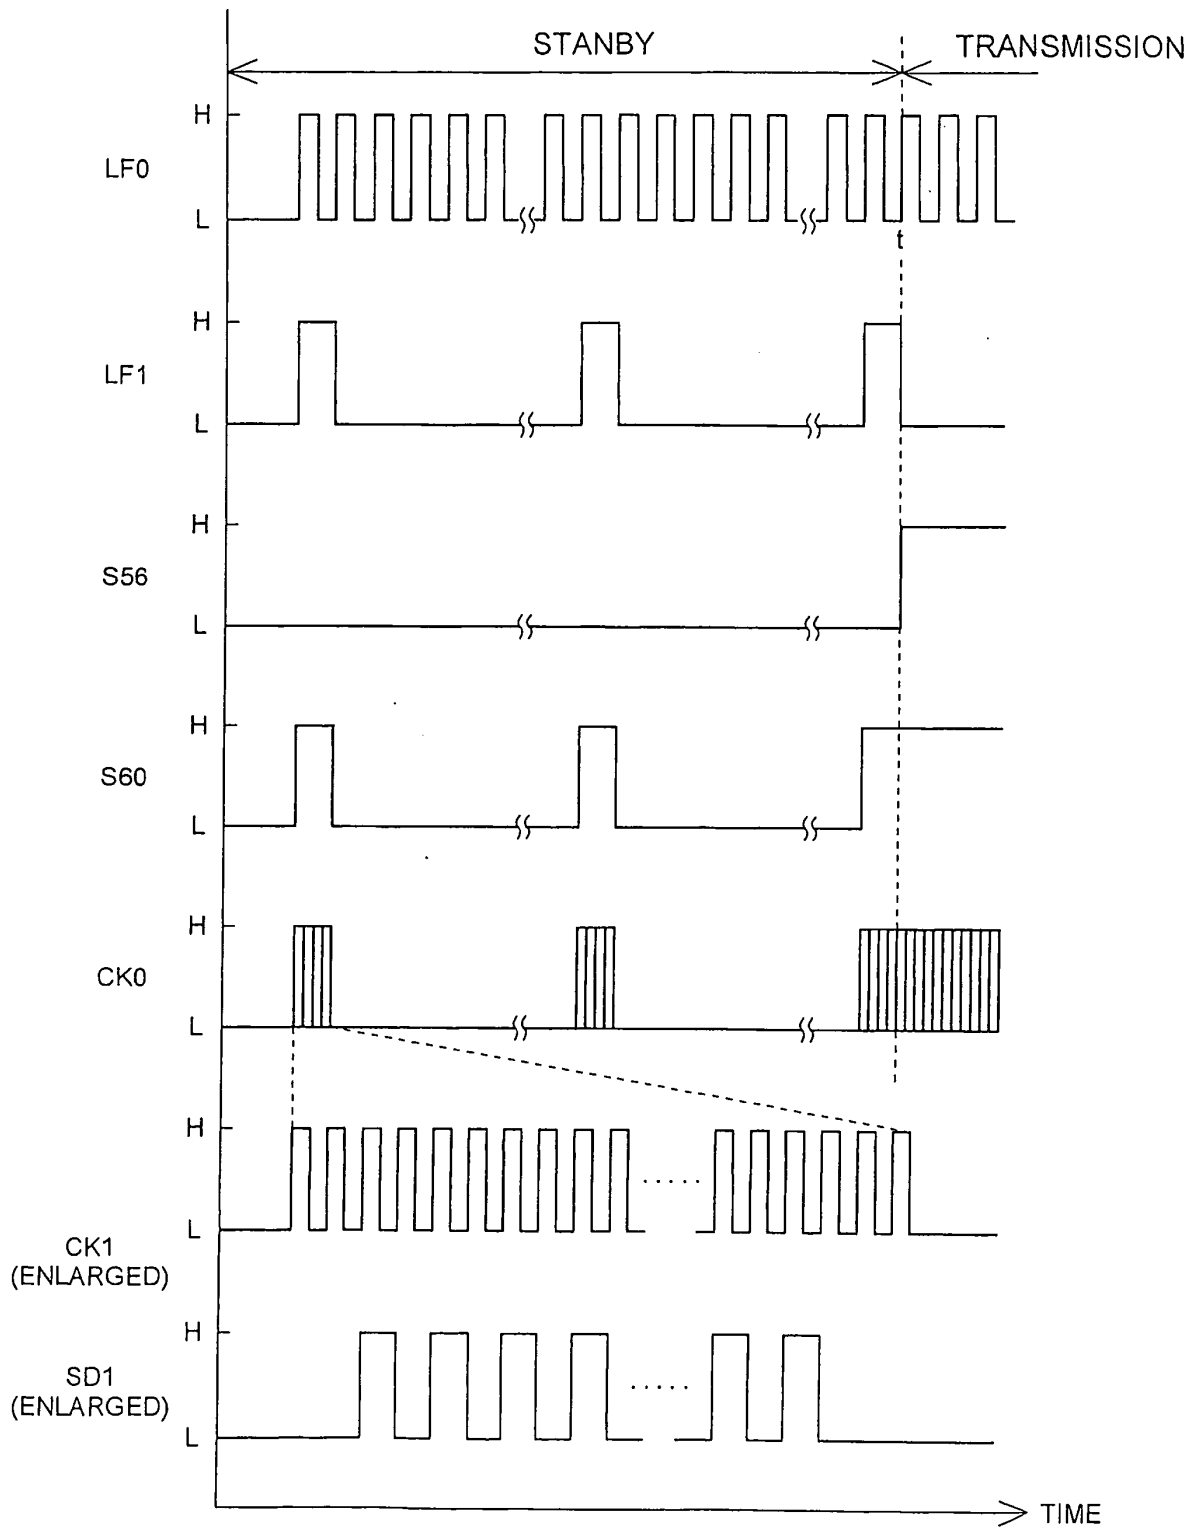 STANBY
TRANSMISSION
H
LF0
L
t
H
LF1
L
H
S56
L
H
S60
L
H
CK0
L
H
L
CK1
(ENLARGED)
H
SD1
(ENLARGED)
L
TIME